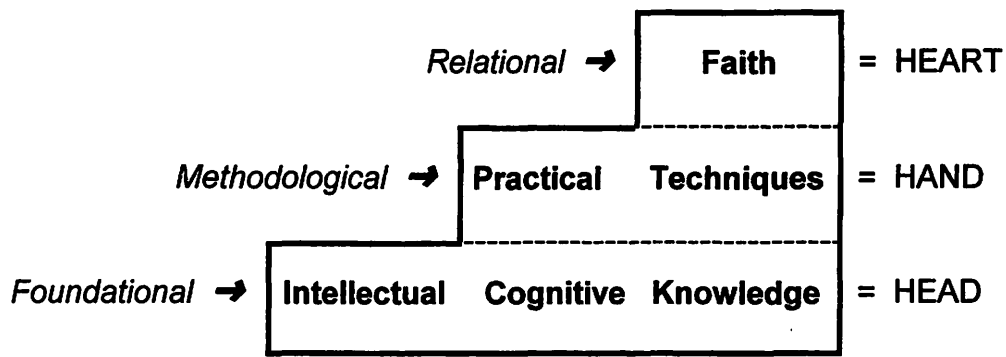 Relational → Faith = HEART
Methodological → Practical Techniques = HAND
Foundational → Intellectual Cognitive Knowledge = HEAD